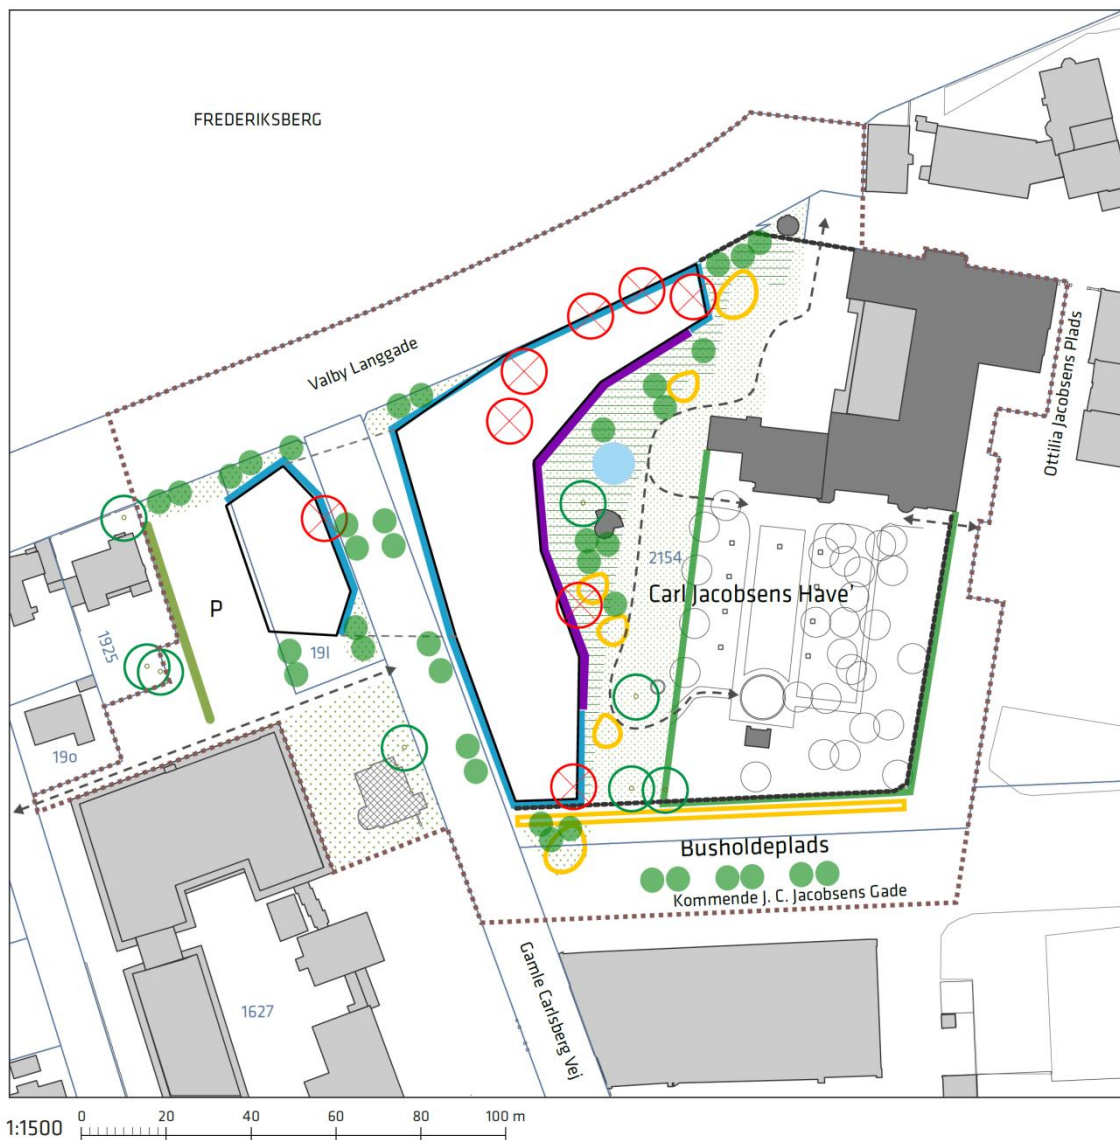 FREDERIKSBERG
Valby Langgade
Ottilia Jacobsens Plads
2154
Carl Jacobsens Have'
P
1925
19l
19o
Busholdeplads
Kommende J. C. Jacobsens Gade
Gamle Carlsberg Vej
1627
1:1500
0 20 40 60 80 100 m